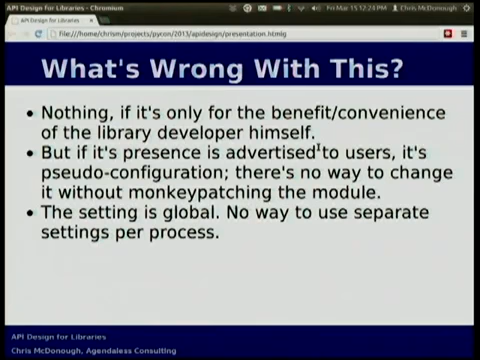 API Design for Libraries - Chromium
Fri Mar 15 12:24 PM
Chris McDonough
API Design for Libraries
file:///home/chrism/projects/pycon/2013/apidesign/presentation.html
What's Wrong With This?
• Nothing, if it's only for the benefit/convenience
of the library developer himself.
• But if it's presence is advertised to users, it's
pseudo-configuration; there's no way to change
it without monkeypatching the module.
• The setting is global. No way to use separate
settings per process.
API Design for Libraries
Chris McDonough, Agendaless Consulting